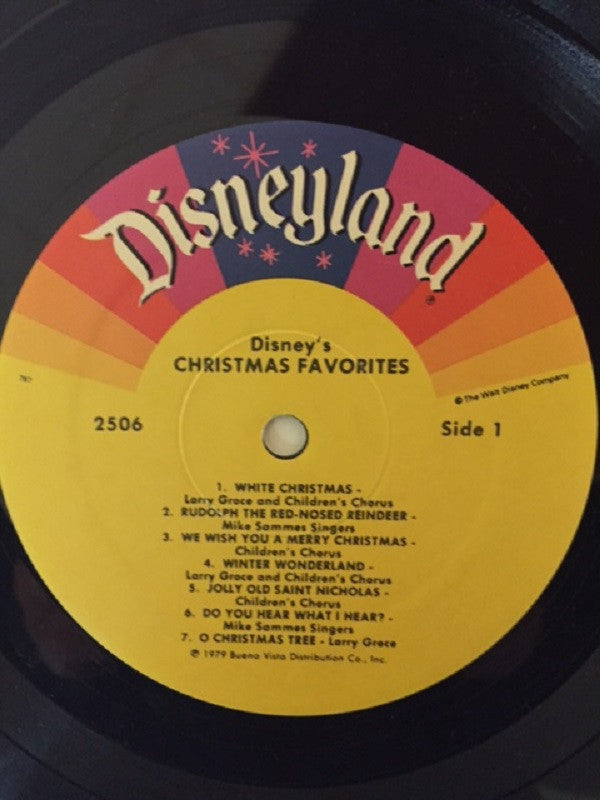 Disneyland®
Disney's
CHRISTMAS FAVORITES
© The Walt Disney Company
2506
Side 1
1. WHITE CHRISTMAS -
Larry Groce and Children's Chorus
2. RUDOLPH THE RED-NOSED REINDEER -
Mike Sammes Singers
3. WE WISH YOU A MERRY CHRISTMAS -
Children's Chorus
4. WINTER WONDERLAND -
Larry Groce and Children's Chorus
5. JOLLY OLD SAINT NICHOLAS -
Children's Chorus
6. DO YOU HEAR WHAT I HEAR? -
Mike Sammes Singers
7. O CHRISTMAS TREE - Larry Groce
℗ 1979 Buena Vista Distribution Co., Inc.